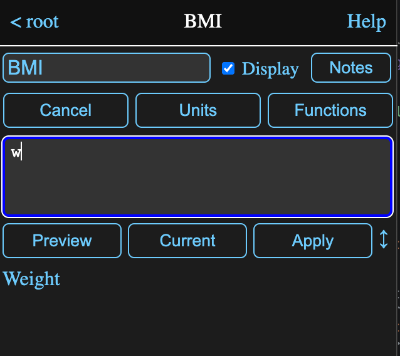 < root BMI Help
BMI Display Notes
Cancel Units Functions
w
Preview Current Apply ↕
Weight